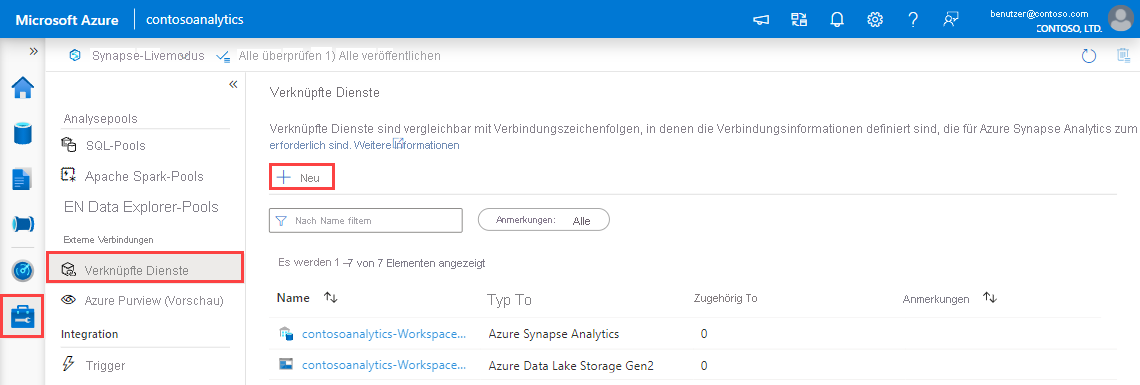 Microsoft Azure | contosoanalytics
benutzer@contoso.com
CONTOSO, LTD.
Synapse-Livemodus Alle überprüfen 1) Alle veröffentlichen
Analysepools
SQL-Pools
Apache Spark-Pools
EN Data Explorer-Pools
Externe Verbindungen
Verknüpfte Dienste
Azure Purview (Vorschau)
Integration
Trigger
Verknüpfte Dienste
Verknüpfte Dienste sind vergleichbar mit Verbindungszeichenfolgen, in denen die Verbindungsinformationen definiert sind, die für Azure Synapse Analytics zum
erforderlich sind. Weitere Informationen
Neu
Nach Name filtern Anmerkungen: Alle
Es werden 1 –7 von 7 Elementen angezeigt
Name Typ To Zugehörig To Anmerkungen
contosoanalytics-Workspace... Azure Synapse Analytics 0
contosoanalytics-Workspace... Azure Data Lake Storage Gen2 0